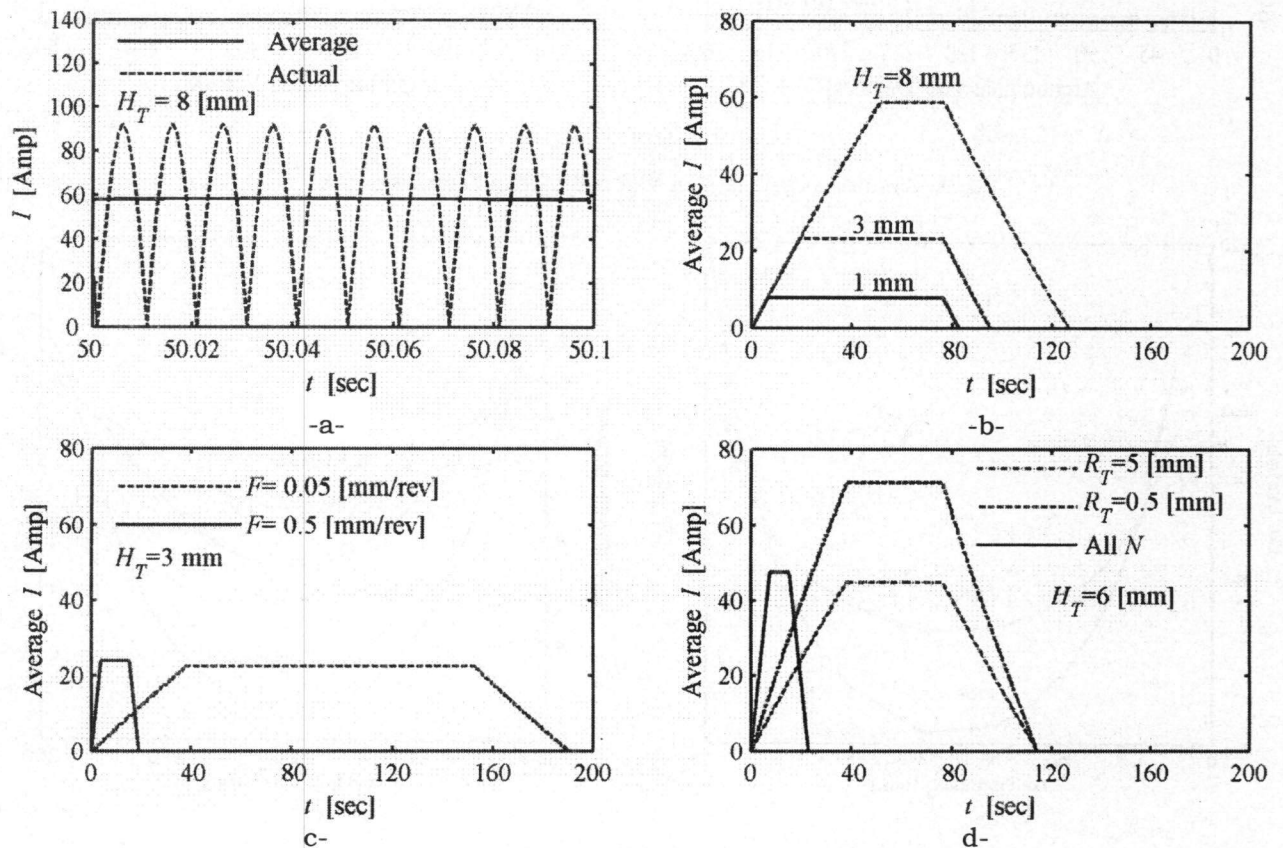 140
120
100
80
60
40
20
0
I [Amp]
Average
Actual
H_T = 8 [mm]
50 50.02 50.04 50.06 50.08 50.1
t [sec]
-a-
80
60
40
20
0
Average I [Amp]
H_T=8 mm
3 mm
1 mm
0 40 80 120 160 200
t [sec]
-b-
80
60
40
20
0
Average I [Amp]
F= 0.05 [mm/rev]
F= 0.5 [mm/rev]
H_T=3 mm
0 40 80 120 160 200
t [sec]
c-
80
60
40
20
0
Average I [Amp]
R_T=5 [mm]
R_T=0.5 [mm]
All N
H_T=6 [mm]
0 40 80 120 160 200
t [sec]
d-